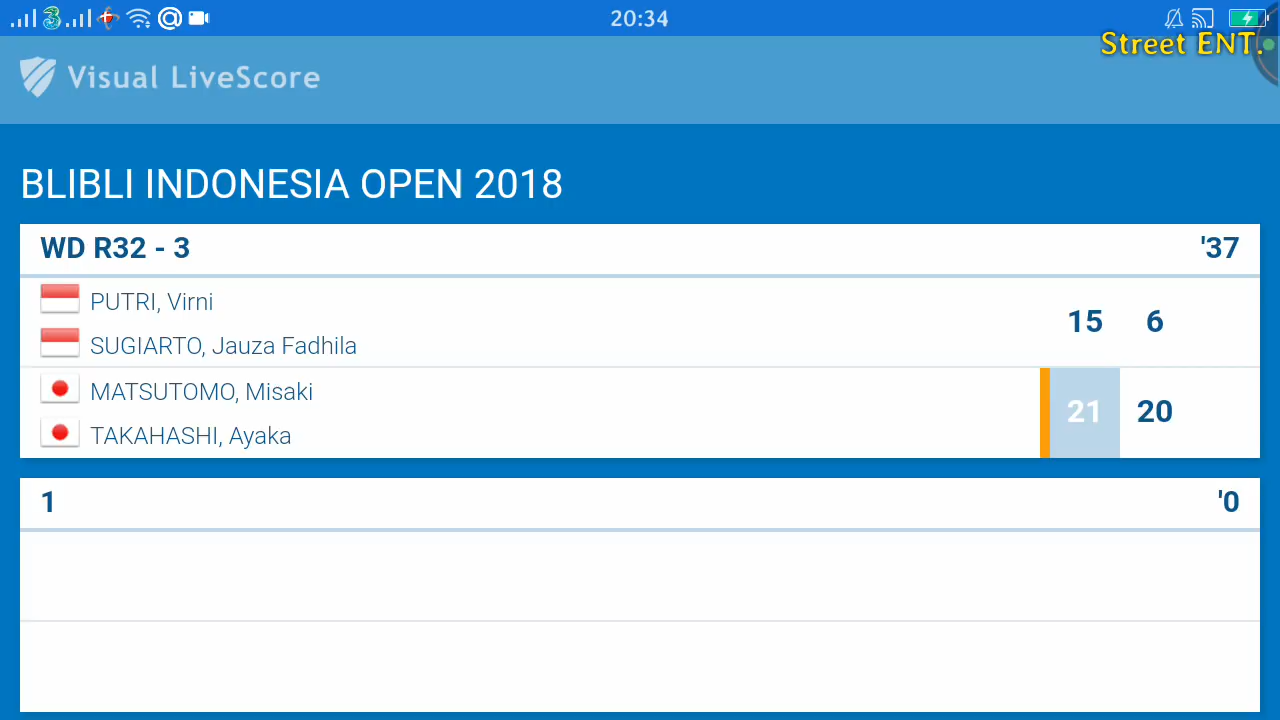 20:34
Street ENT.
Visual LiveScore
BLIBLI INDONESIA OPEN 2018
WD R32 - 3 '37
PUTRI, Virni
SUGIARTO, Jauza Fadhila
15 6
MATSUTOMO, Misaki
TAKAHASHI, Ayaka
21 20
1 '0